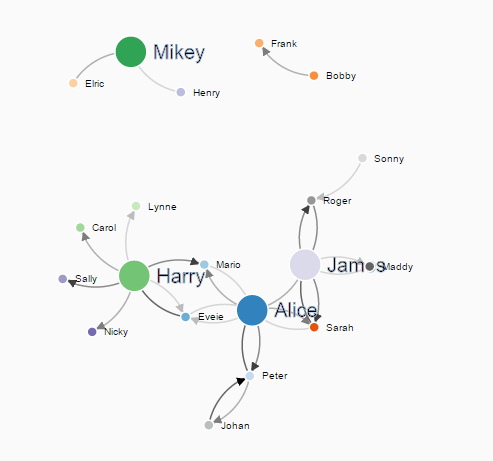 Frank
Mikey
Bobby
Elric
Henry
Sonny
Roger
Lynne
Carol
Mario
James
Maddy
Harry
Sally
Alice
Eveie
Sarah
Nicky
Peter
Johan